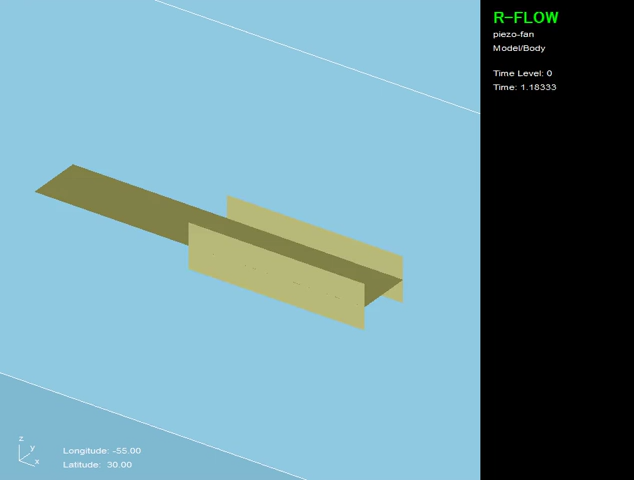 R-FLOW
piezo-fan
Model/Body
Time Level: 0
Time: 1.18333
z
y
x
Longitude: -55.00
Latitude: 30.00